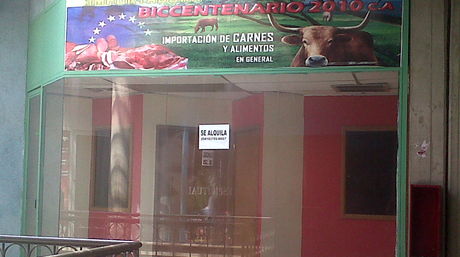 BICCENTENARIO 2010. C.A
IMPORTACIÓN DE CARNES
Y ALIMENTOS
EN GENERAL
SE ALQUILA